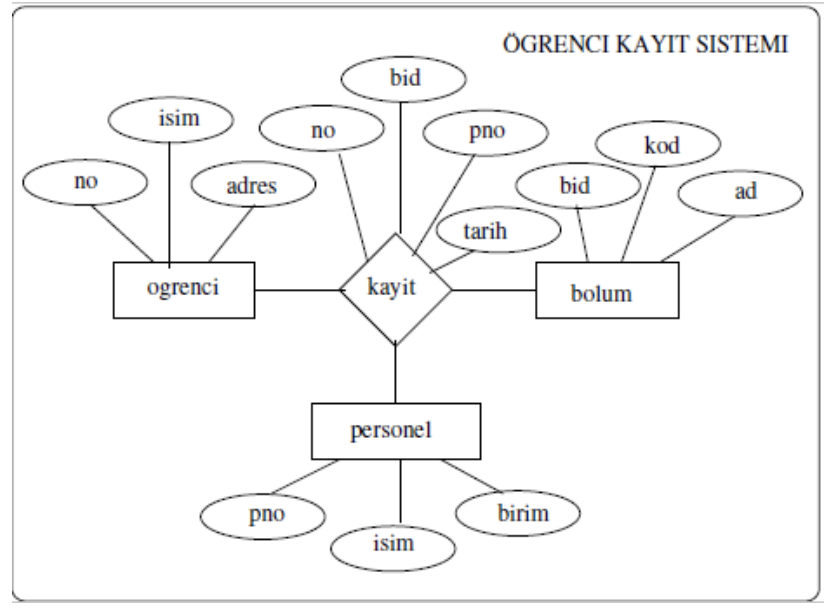 ÖGRENCI KAYIT SISTEMI
bid
isim
no
pno
kod
no
adres
bid
ad
tarih
ogrenci
kayit
bolum
personel
pno
isim
birim